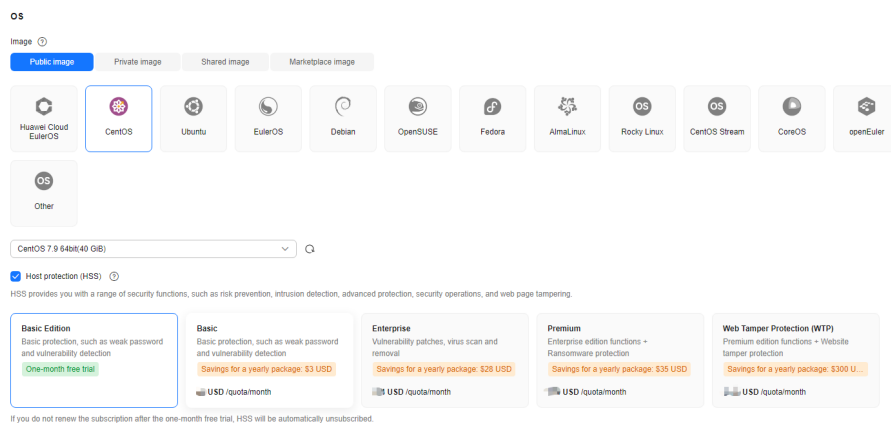 OS
Image ?
Public image
Private image
Shared image
Marketplace image
Huawei Cloud
EulerOS
CentOS
Ubuntu
EulerOS
Debian
OpenSUSE
Fedora
AlmaLinux
OS
Rocky Linux
OS
CentOS Stream
CoreOS
openEuler
OS
Other
CentOS 7.9 64bit(40 GiB)
Host protection (HSS) ?
HSS provides you with a range of security functions, such as risk prevention, intrusion detection, advanced protection, security operations, and web page tampering.
Basic Edition
Basic protection, such as weak password
and vulnerability detection
One-month free trial
Basic
Basic protection, such as weak password
and vulnerability detection
Savings for a yearly package: $3 USD
USD /quota/month
Enterprise
Vulnerability patches, virus scan and
removal
Savings for a yearly package: $28 USD
USD /quota/month
Premium
Enterprise edition functions +
Ransomware protection
Savings for a yearly package: $35 USD
USD /quota/month
Web Tamper Protection (WTP)
Premium edition functions + Website
tamper protection
Savings for a yearly package: $300 U...
USD /quota/month
If you do not renew the subscription after the one-month free trial, HSS will be automatically unsubscribed.